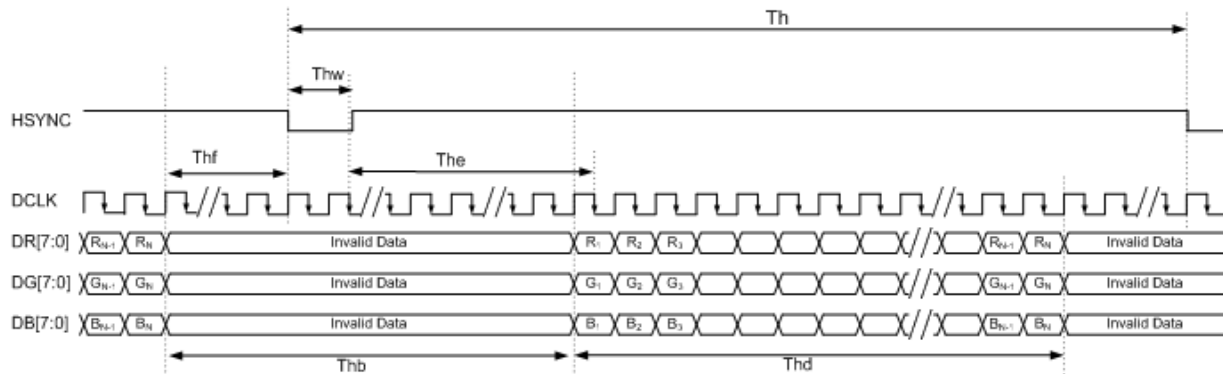 Th
Thw
HSYNC
Thf
The
DCLK
DR[7:0] RN-1 RN Invalid Data R1 R2 R3 RN-1 RN Invalid Data
DG[7:0] GN-1 GN Invalid Data G1 G2 G3 GN-1 GN Invalid Data
DB[7:0] BN-1 BN Invalid Data B1 B2 B3 BN-1 BN Invalid Data
Thb
Thd